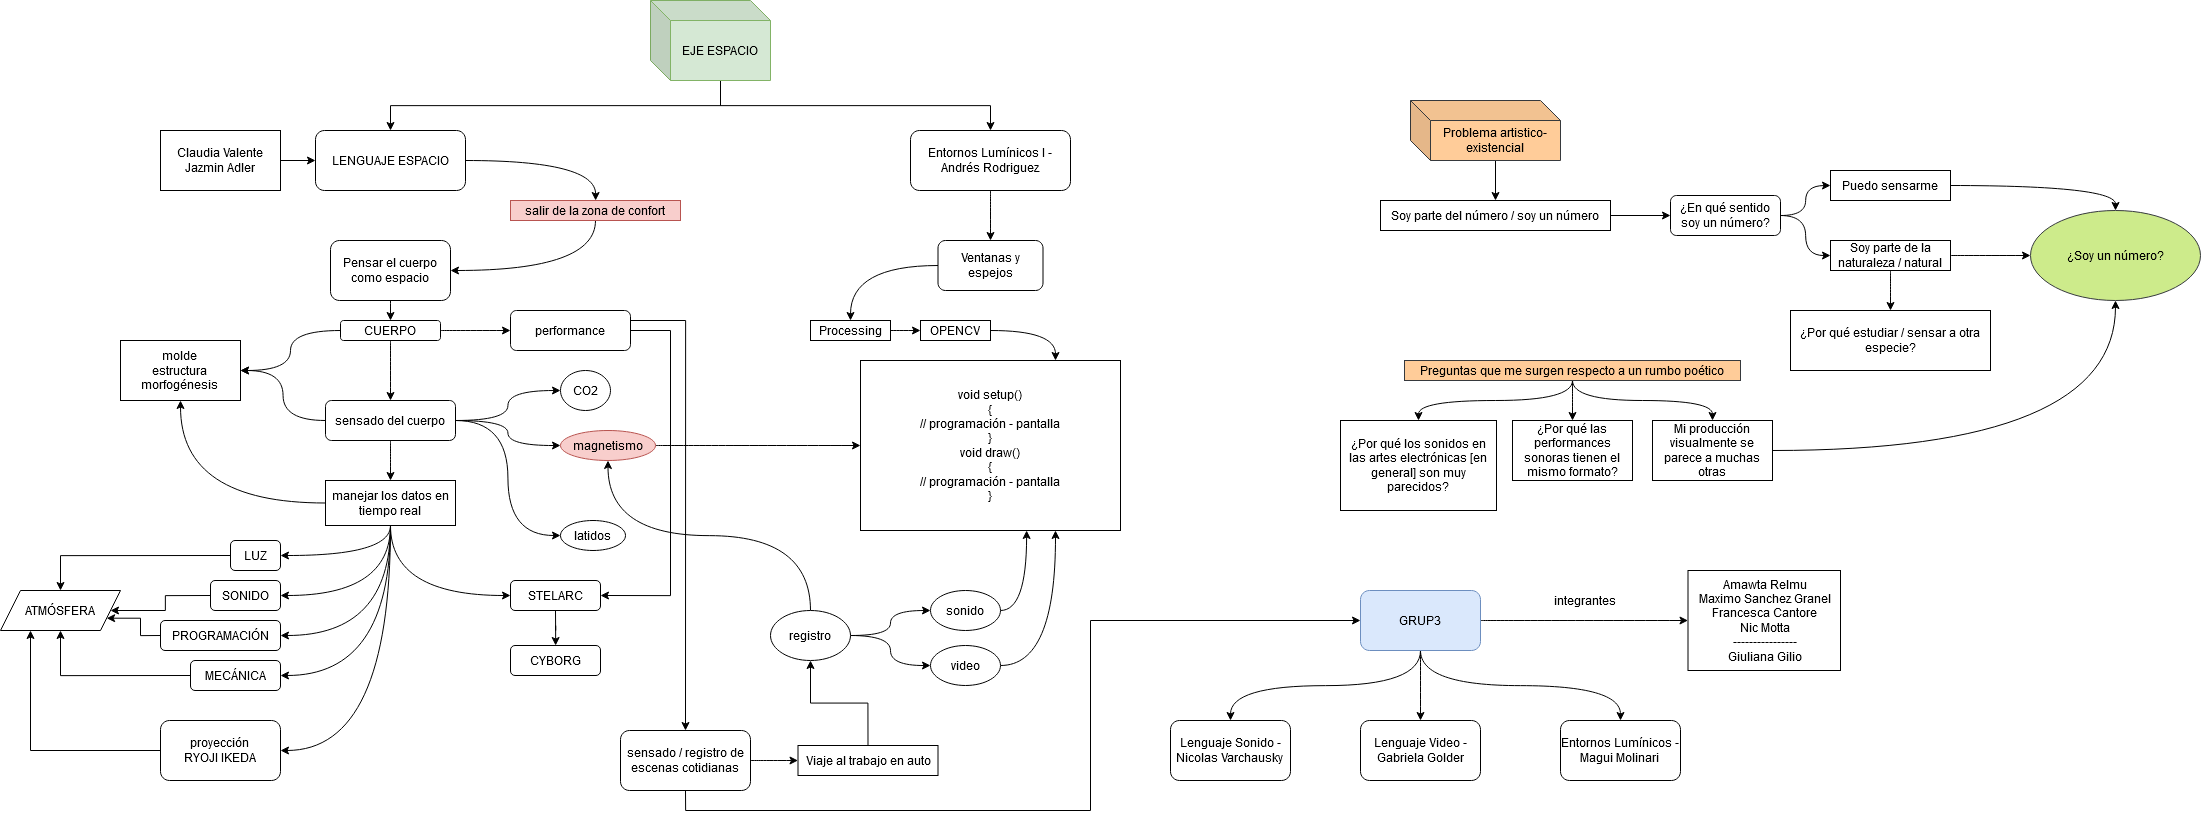 EJE ESPACIO
Claudia Valente
Jazmin Adler
LENGUAJE ESPACIO
salir de la zona de confort
Pensar el cuerpo
como espacio
CUERPO
performance
molde
estructura
morfogénesis
sensado del cuerpo
CO2
magnetismo
latidos
manejar los datos en
tiempo real
LUZ
SONIDO
PROGRAMACIÓN
MECÁNICA
proyección
RYOJI IKEDA
ATMÓSFERA
STELARC
CYBORG
Entornos Lumínicos I -
Andrés Rodriguez
Ventanas y
espejos
Processing
OPENCV
void setup()
{
// programación - pantalla
}
void draw()
{
// programación - pantalla
}
registro
sonido
video
sensado / registro de
escenas cotidianas
Viaje al trabajo en auto
Problema artistico-
existencial
Soy parte del número / soy un número
¿En qué sentido
soy un número?
Puedo sensarme
Soy parte de la
naturaleza / natural
¿Soy un número?
¿Por qué estudiar / sensar a otra
especie?
Preguntas que me surgen respecto a un rumbo poético
¿Por qué los sonidos en
las artes electrónicas [en
general] son muy
parecidos?
¿Por qué las
performances
sonoras tienen el
mismo formato?
Mi producción
visualmente se
parece a muchas
otras
GRUP3
integrantes
Amawta Relmu
Maximo Sanchez Granel
Francesca Cantore
Nic Motta
----------------
Giuliana Gilio
Lenguaje Sonido -
Nicolas Varchausky
Lenguaje Video -
Gabriela Golder
Entornos Lumínicos -
Magui Molinari